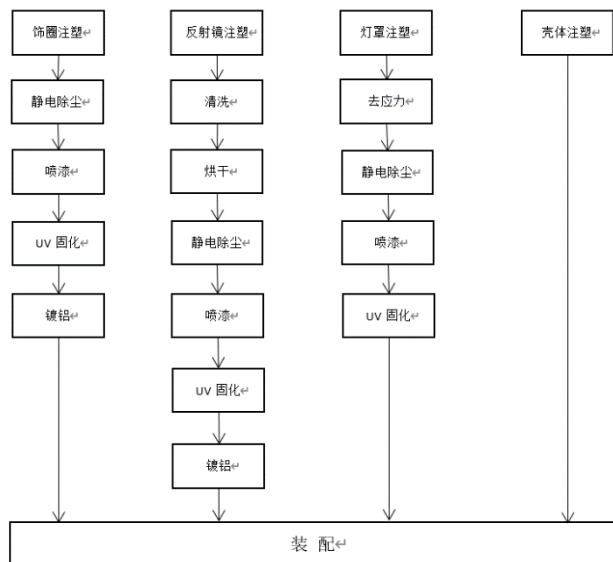 饰圈注塑
反射镜注塑
灯罩注塑
壳体注塑
静电除尘
清洗
去应力
喷漆
烘干
静电除尘
UV 固化
静电除尘
喷漆
镀铝
喷漆
UV 固化
UV 固化
镀铝
装 配